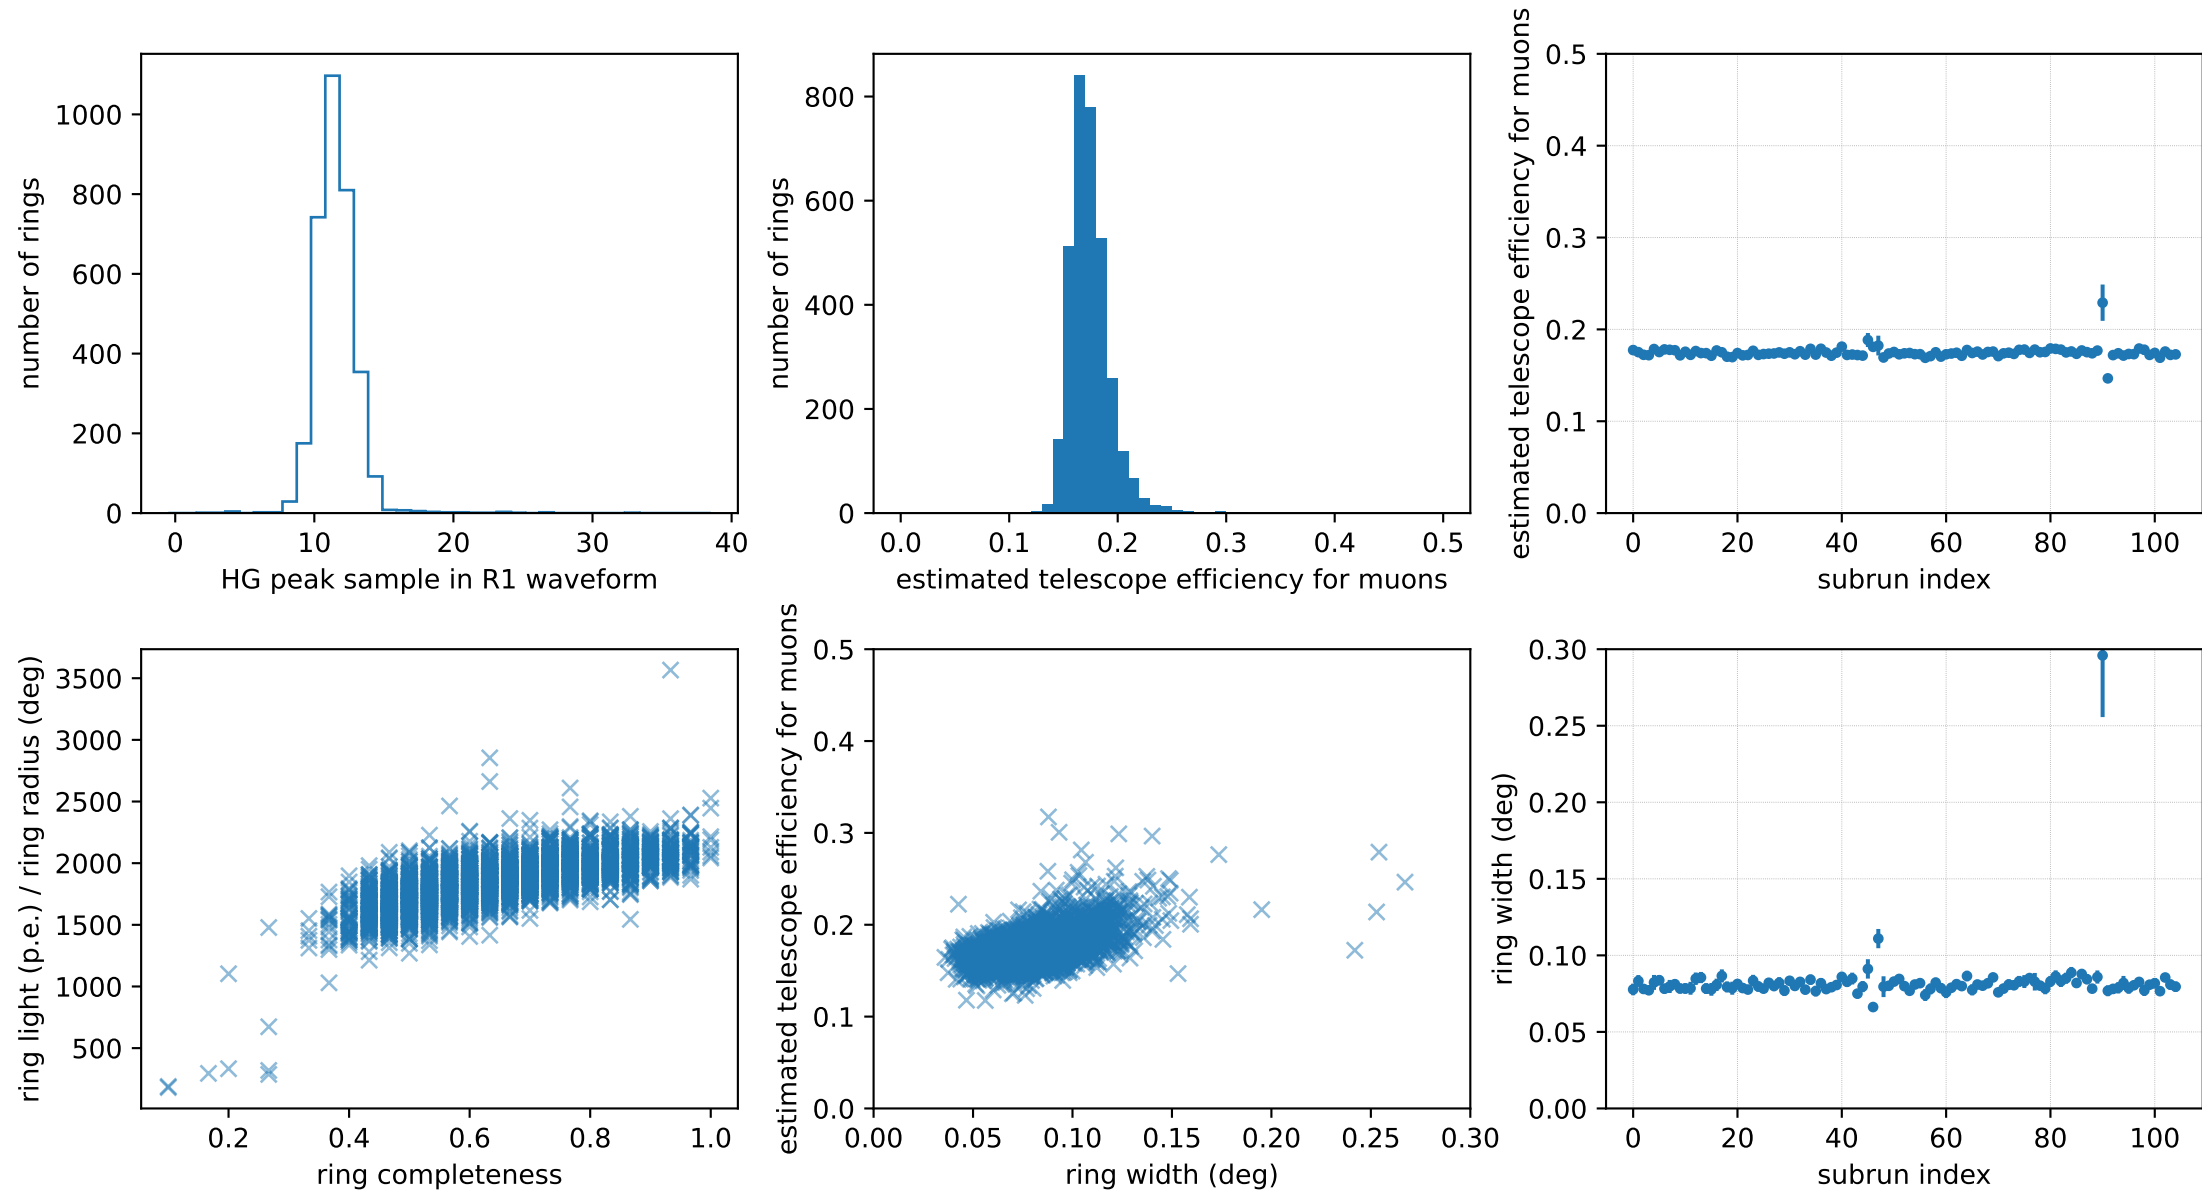 number of rings
1000
800
600
400
200
0
0 10 20 30 40
HG peak sample in R1 waveform
number of rings
800
600
400
200
0
0.0 0.1 0.2 0.3 0.4 0.5
estimated telescope efficiency for muons
estimated telescope efficiency for muons
0.5
0.4
0.3
0.2
0.1
0.0
0 20 40 60 80 100
subrun index
ring light (p.e.) / ring radius (deg)
3500
3000
2500
2000
1500
1000
500
0.2 0.4 0.6 0.8 1.0
ring completeness
estimated telescope efficiency for muons
0.5
0.4
0.3
0.2
0.1
0.0
0.00 0.05 0.10 0.15 0.20 0.25 0.30
ring width (deg)
ring width (deg)
0.30
0.25
0.20
0.15
0.10
0.05
0.00
0 20 40 60 80 100
subrun index